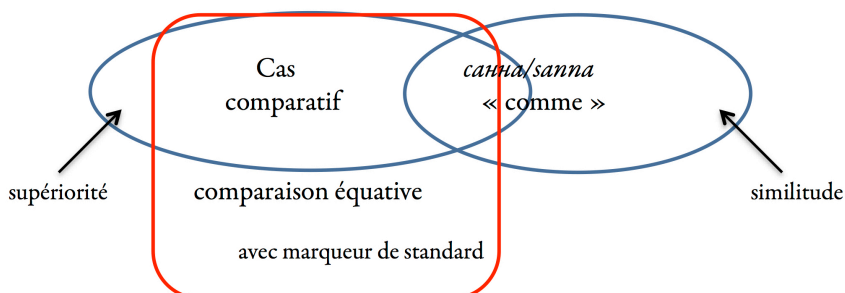 Cas
comparatif
санна/sanna
« comme »
supériorité
comparaison équative
similitude
avec marqueur de standard